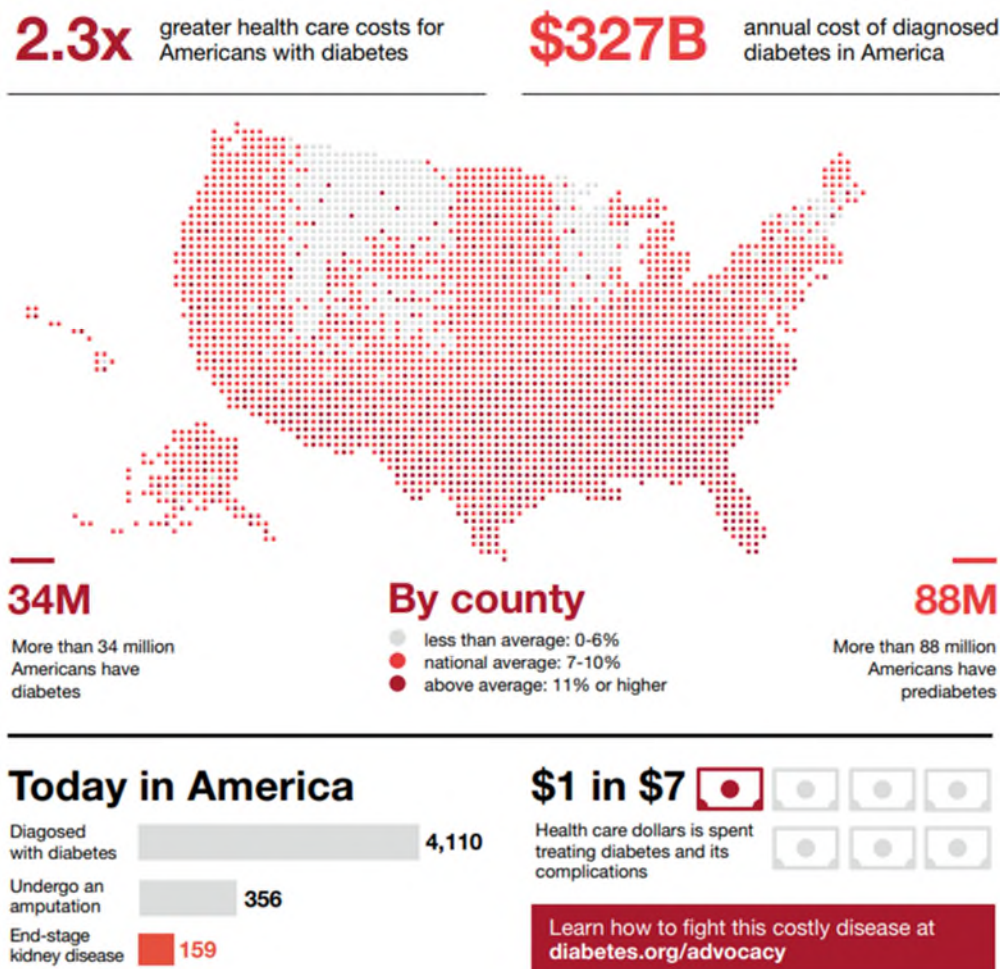 2.3x
greater health care costs for
Americans with diabetes
$327B
annual cost of diagnosed
diabetes in America
34M
More than 34 million
Americans have
diabetes
By county
less than average: 0-6%
national average: 7-10%
above average: 11% or higher
88M
More than 88 million
Americans have
prediabetes
Today in America
Diagosed
with diabetes
4,110
Undergo an
amputation
356
End-stage
kidney disease
159
$1 in $7
Health care dollars is spent
treating diabetes and its
complications
Learn how to fight this costly disease at
diabetes.org/advocacy